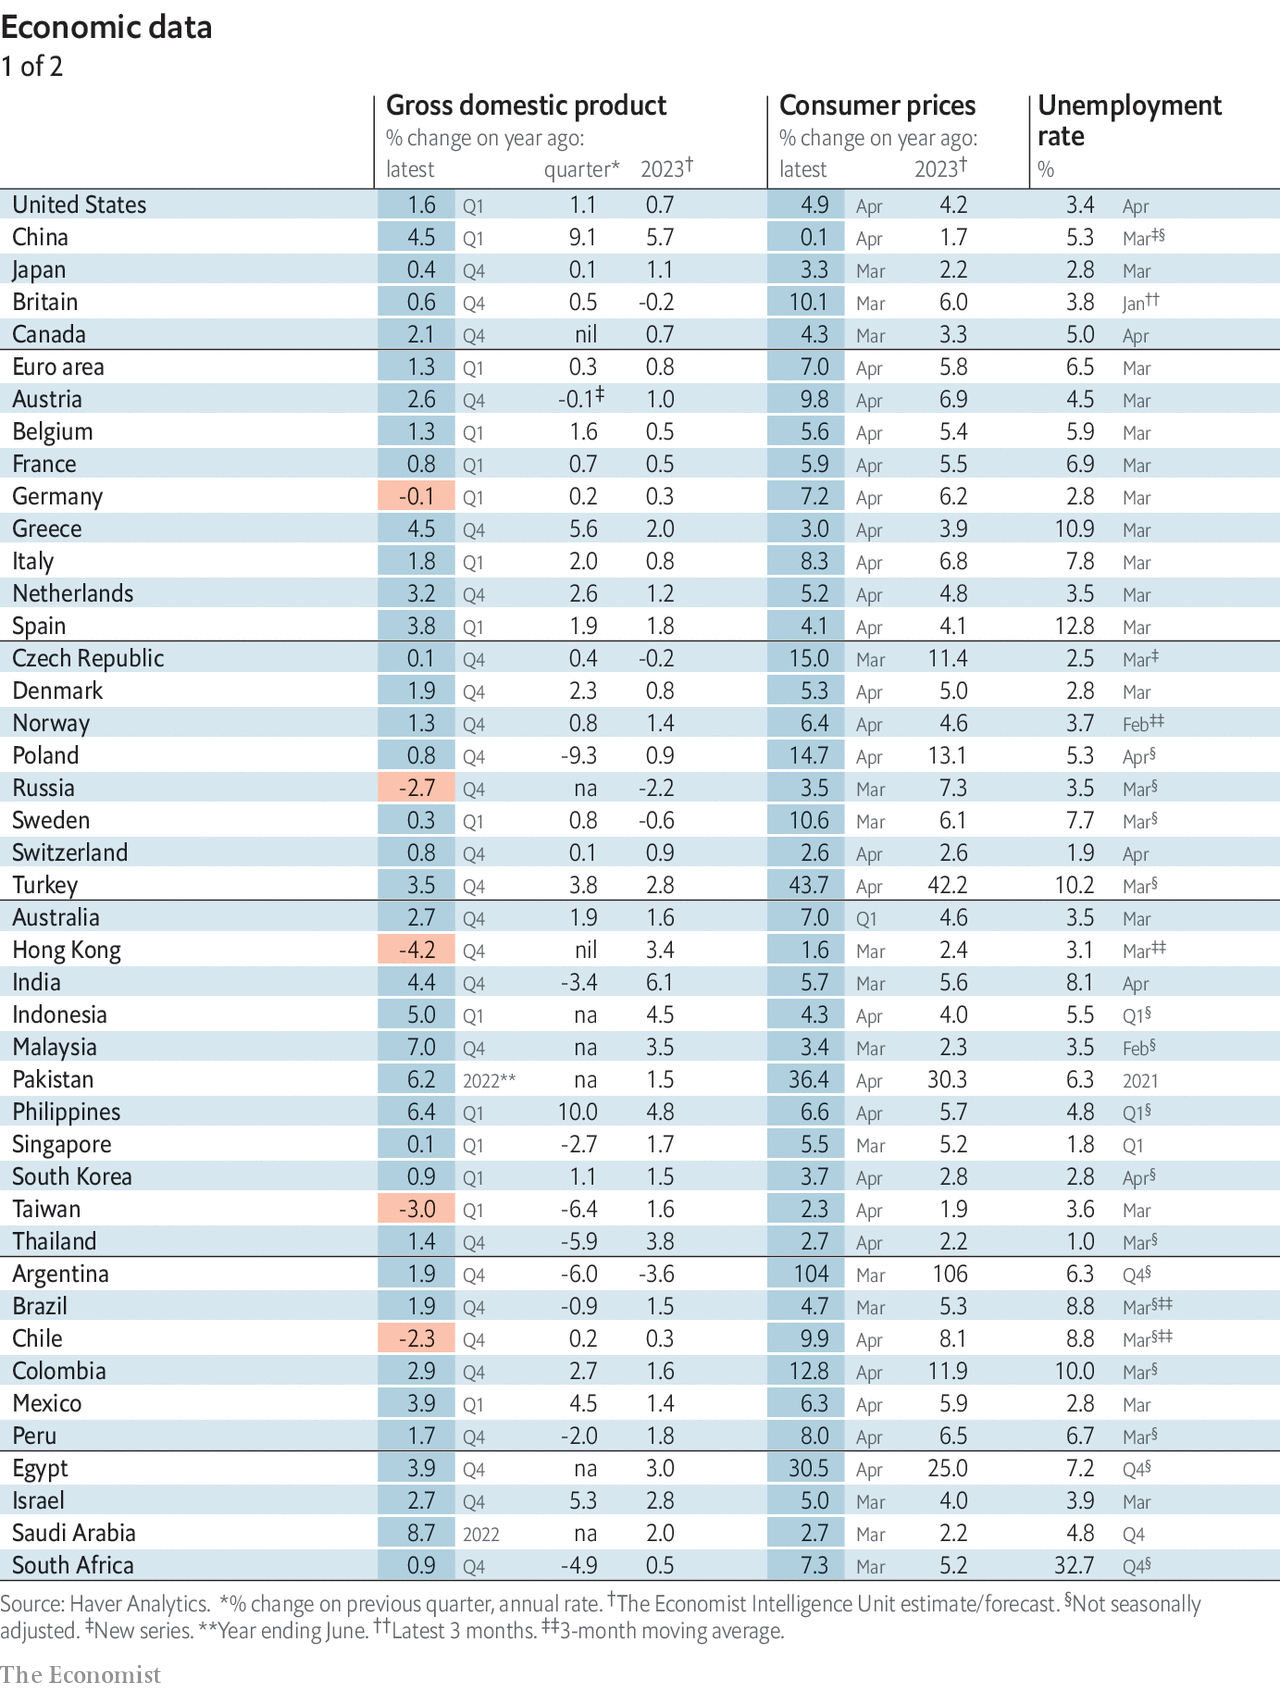 Economic data
1 of 2
Gross domestic product Consumer prices Unemployment
% change on year ago: % change on year ago: rate
latest quarter* 2023† latest 2023† %
United States 1.6 Q1 1.1 0.7 4.9 Apr 4.2 3.4 Apr
China 4.5 Q1 9.1 5.7 0.1 Apr 1.7 5.3 Mar‡§
Japan 0.4 Q4 0.1 1.1 3.3 Mar 2.2 2.8 Mar
Britain 0.6 Q4 0.5 -0.2 10.1 Mar 6.0 3.8 Jan††
Canada 2.1 Q4 nil 0.7 4.3 Mar 3.3 5.0 Apr
Euro area 1.3 Q1 0.3 0.8 7.0 Apr 5.8 6.5 Mar
Austria 2.6 Q4 -0.1‡ 1.0 9.8 Apr 6.9 4.5 Mar
Belgium 1.3 Q1 1.6 0.5 5.6 Apr 5.4 5.9 Mar
France 0.8 Q1 0.7 0.5 5.9 Apr 5.5 6.9 Mar
Germany -0.1 Q1 0.2 0.3 7.2 Apr 6.2 2.8 Mar
Greece 4.5 Q4 5.6 2.0 3.0 Apr 3.9 10.9 Mar
Italy 1.8 Q1 2.0 0.8 8.3 Apr 6.8 7.8 Mar
Netherlands 3.2 Q4 2.6 1.2 5.2 Apr 4.8 3.5 Mar
Spain 3.8 Q1 1.9 1.8 4.1 Apr 4.1 12.8 Mar
Czech Republic 0.1 Q4 0.4 -0.2 15.0 Mar 11.4 2.5 Mar‡
Denmark 1.9 Q4 2.3 0.8 5.3 Apr 5.0 2.8 Mar
Norway 1.3 Q4 0.8 1.4 6.4 Apr 4.6 3.7 Feb‡‡
Poland 0.8 Q4 -9.3 0.9 14.7 Apr 13.1 5.3 Apr§
Russia -2.7 Q4 na -2.2 3.5 Mar 7.3 3.5 Mar§
Sweden 0.3 Q1 0.8 -0.6 10.6 Mar 6.1 7.7 Mar§
Switzerland 0.8 Q4 0.1 0.9 2.6 Apr 2.6 1.9 Apr
Turkey 3.5 Q4 3.8 2.8 43.7 Apr 42.2 10.2 Mar§
Australia 2.7 Q4 1.9 1.6 7.0 Q1 4.6 3.5 Mar
Hong Kong -4.2 Q4 nil 3.4 1.6 Mar 2.4 3.1 Mar‡‡
India 4.4 Q4 -3.4 6.1 5.7 Mar 5.6 8.1 Apr
Indonesia 5.0 Q1 na 4.5 4.3 Apr 4.0 5.5 Q1§
Malaysia 7.0 Q4 na 3.5 3.4 Mar 2.3 3.5 Feb§
Pakistan 6.2 2022** na 1.5 36.4 Apr 30.3 6.3 2021
Philippines 6.4 Q1 10.0 4.8 6.6 Apr 5.7 4.8 Q1§
Singapore 0.1 Q1 -2.7 1.7 5.5 Mar 5.2 1.8 Q1
South Korea 0.9 Q1 1.1 1.5 3.7 Apr 2.8 2.8 Apr§
Taiwan -3.0 Q1 -6.4 1.6 2.3 Apr 1.9 3.6 Mar
Thailand 1.4 Q4 -5.9 3.8 2.7 Apr 2.2 1.0 Mar§
Argentina 1.9 Q4 -6.0 -3.6 104 Mar 106 6.3 Q4§
Brazil 1.9 Q4 -0.9 1.5 4.7 Mar 5.3 8.8 Mar§‡‡
Chile -2.3 Q4 0.2 0.3 9.9 Apr 8.1 8.8 Mar§‡‡
Colombia 2.9 Q4 2.7 1.6 12.8 Apr 11.9 10.0 Mar§
Mexico 3.9 Q1 4.5 1.4 6.3 Apr 5.9 2.8 Mar
Peru 1.7 Q4 -2.0 1.8 8.0 Apr 6.5 6.7 Mar§
Egypt 3.9 Q4 na 3.0 30.5 Apr 25.0 7.2 Q4§
Israel 2.7 Q4 5.3 2.8 5.0 Mar 4.0 3.9 Mar
Saudi Arabia 8.7 2022 na 2.0 2.7 Mar 2.2 4.8 Q4
South Africa 0.9 Q4 -4.9 0.5 7.3 Mar 5.2 32.7 Q4§
Source: Haver Analytics. *% change on previous quarter, annual rate. †The Economist Intelligence Unit estimate/forecast. §Not seasonally
adjusted. ‡New series. **Year ending June. ††Latest 3 months. ‡‡3-month moving average.
The Economist